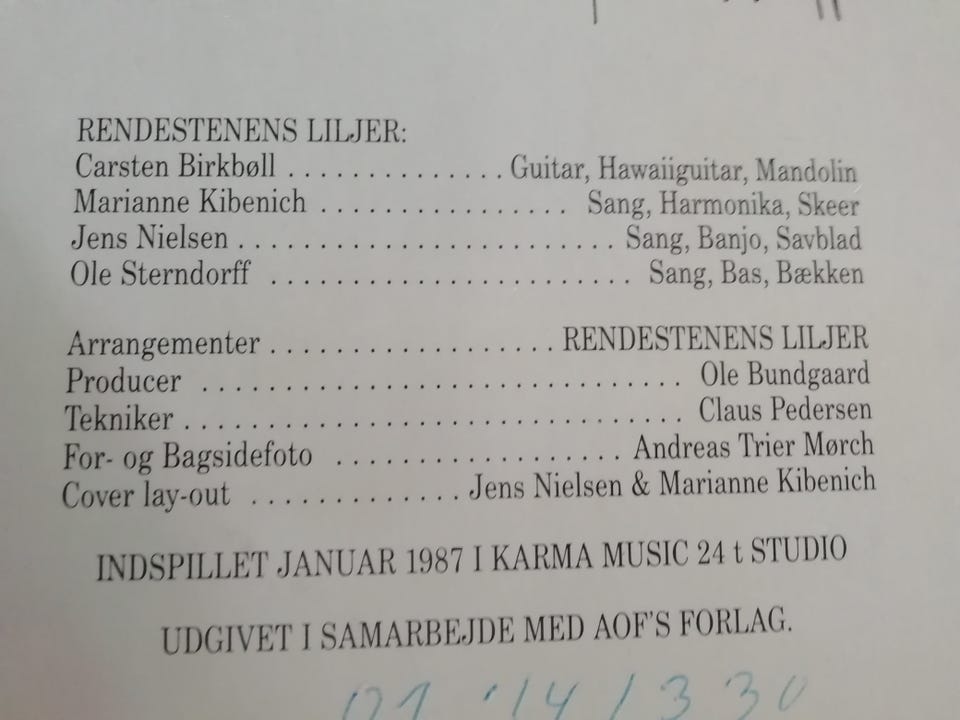 RENDESTENENS LILJER:
Carsten Birkbøll . . . . . . . . . . . . . . Guitar, Hawaiiguitar, Mandolin
Marianne Kibenich . . . . . . . . . . . . . . . . Sang, Harmonika, Skeer
Jens Nielsen . . . . . . . . . . . . . . . . . . . . . . . . Sang, Banjo, Savblad
Ole Sterndorff . . . . . . . . . . . . . . . . . . . . . . . Sang, Bas, Bækken
Arrangementer . . . . . . . . . . . . . . . . . . RENDESTENENS LILJER
Producer . . . . . . . . . . . . . . . . . . . . . . . . . . . . . . . Ole Bundgaard
Tekniker . . . . . . . . . . . . . . . . . . . . . . . . . . . . . . . . Claus Pedersen
For- og Bagsidefoto . . . . . . . . . . . . . . . . . . Andreas Trier Mørch
Cover lay-out . . . . . . . . . . . . . Jens Nielsen & Marianne Kibenich
INDSPILLET JANUAR 1987 I KARMA MUSIC 24 t STUDIO
UDGIVET I SAMARBEJDE MED AOF'S FORLAG.